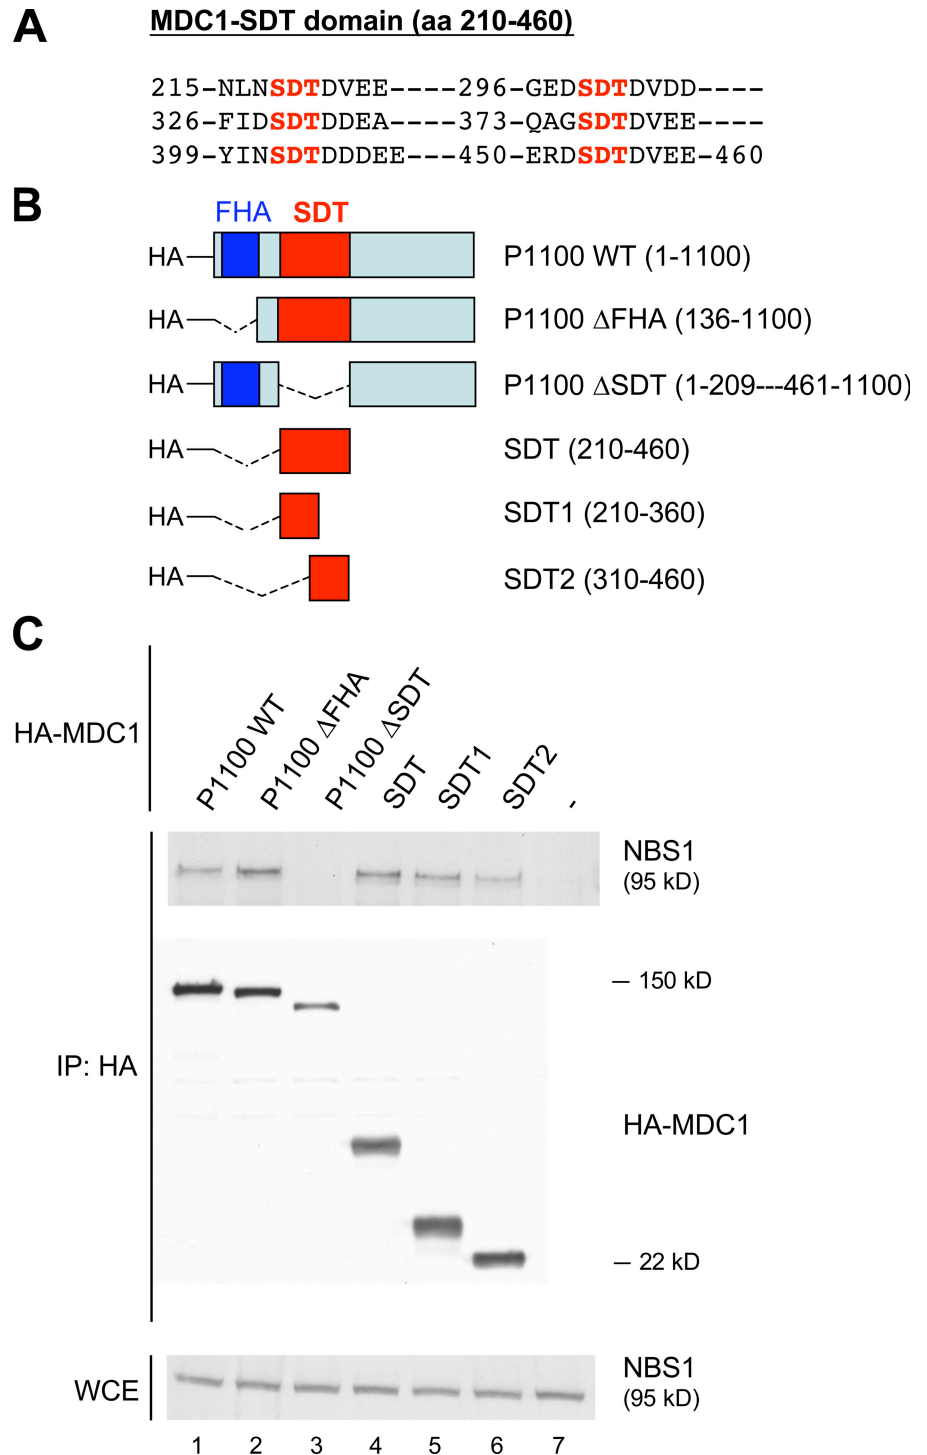 A
MDC1-SDT domain (aa 210-460)
215-NLNSDTDVEE----296-GEDSDTDVDD----
326-FIDSDTDDEA----373-QAGSDTDVEE----
399-YINSDTDDDEE---450-ERDSDTDVEE-460
B
FHA SDT
HA P1100 WT (1-1100)
HA P1100 ΔFHA (136-1100)
HA P1100 ΔSDT (1-209---461-1100)
HA SDT (210-460)
HA SDT1 (210-360)
HA SDT2 (310-460)
C
HA-MDC1
P1100 WT
P1100 ΔFHA
P1100 ΔSDT
SDT
SDT1
SDT2
-
NBS1
(95 kD)
– 150 kD
IP: HA
HA-MDC1
– 22 kD
WCE
NBS1
(95 kD)
1 2 3 4 5 6 7